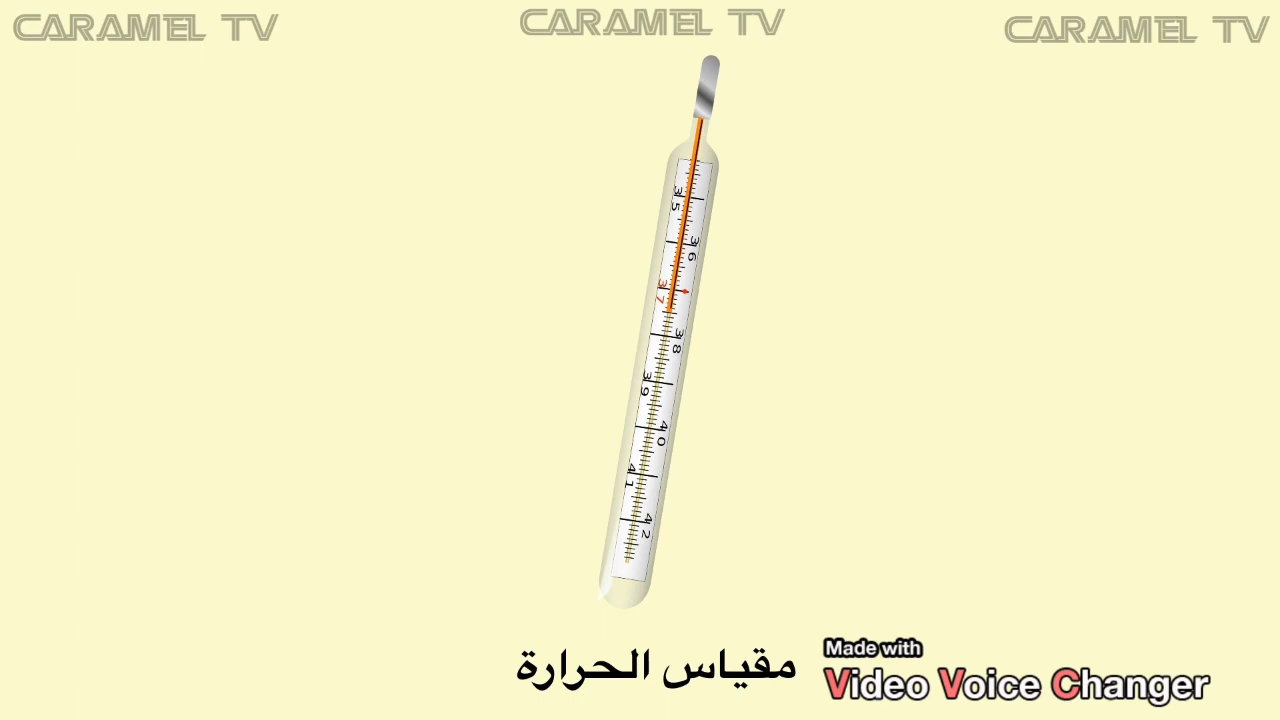 CARAMEL TV CARAMEL TV CARAMEL TV
35
36
37
38
39
40
41
42
مقياس الحرارة
Made with
Video Voice Changer